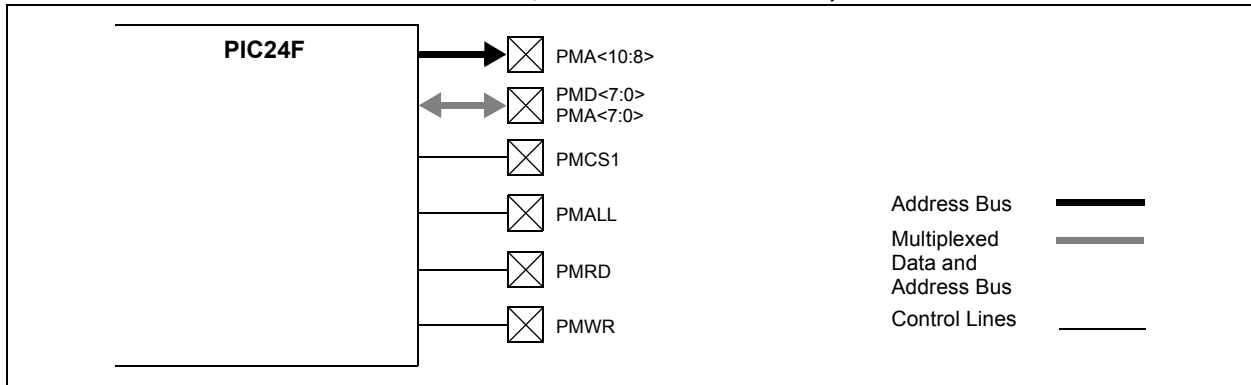 PIC24F
PMA<10:8>
PMD<7:0>
PMA<7:0>
PMCS1
PMALL
PMRD
PMWR
Address Bus
Multiplexed
Data and
Address Bus
Control Lines